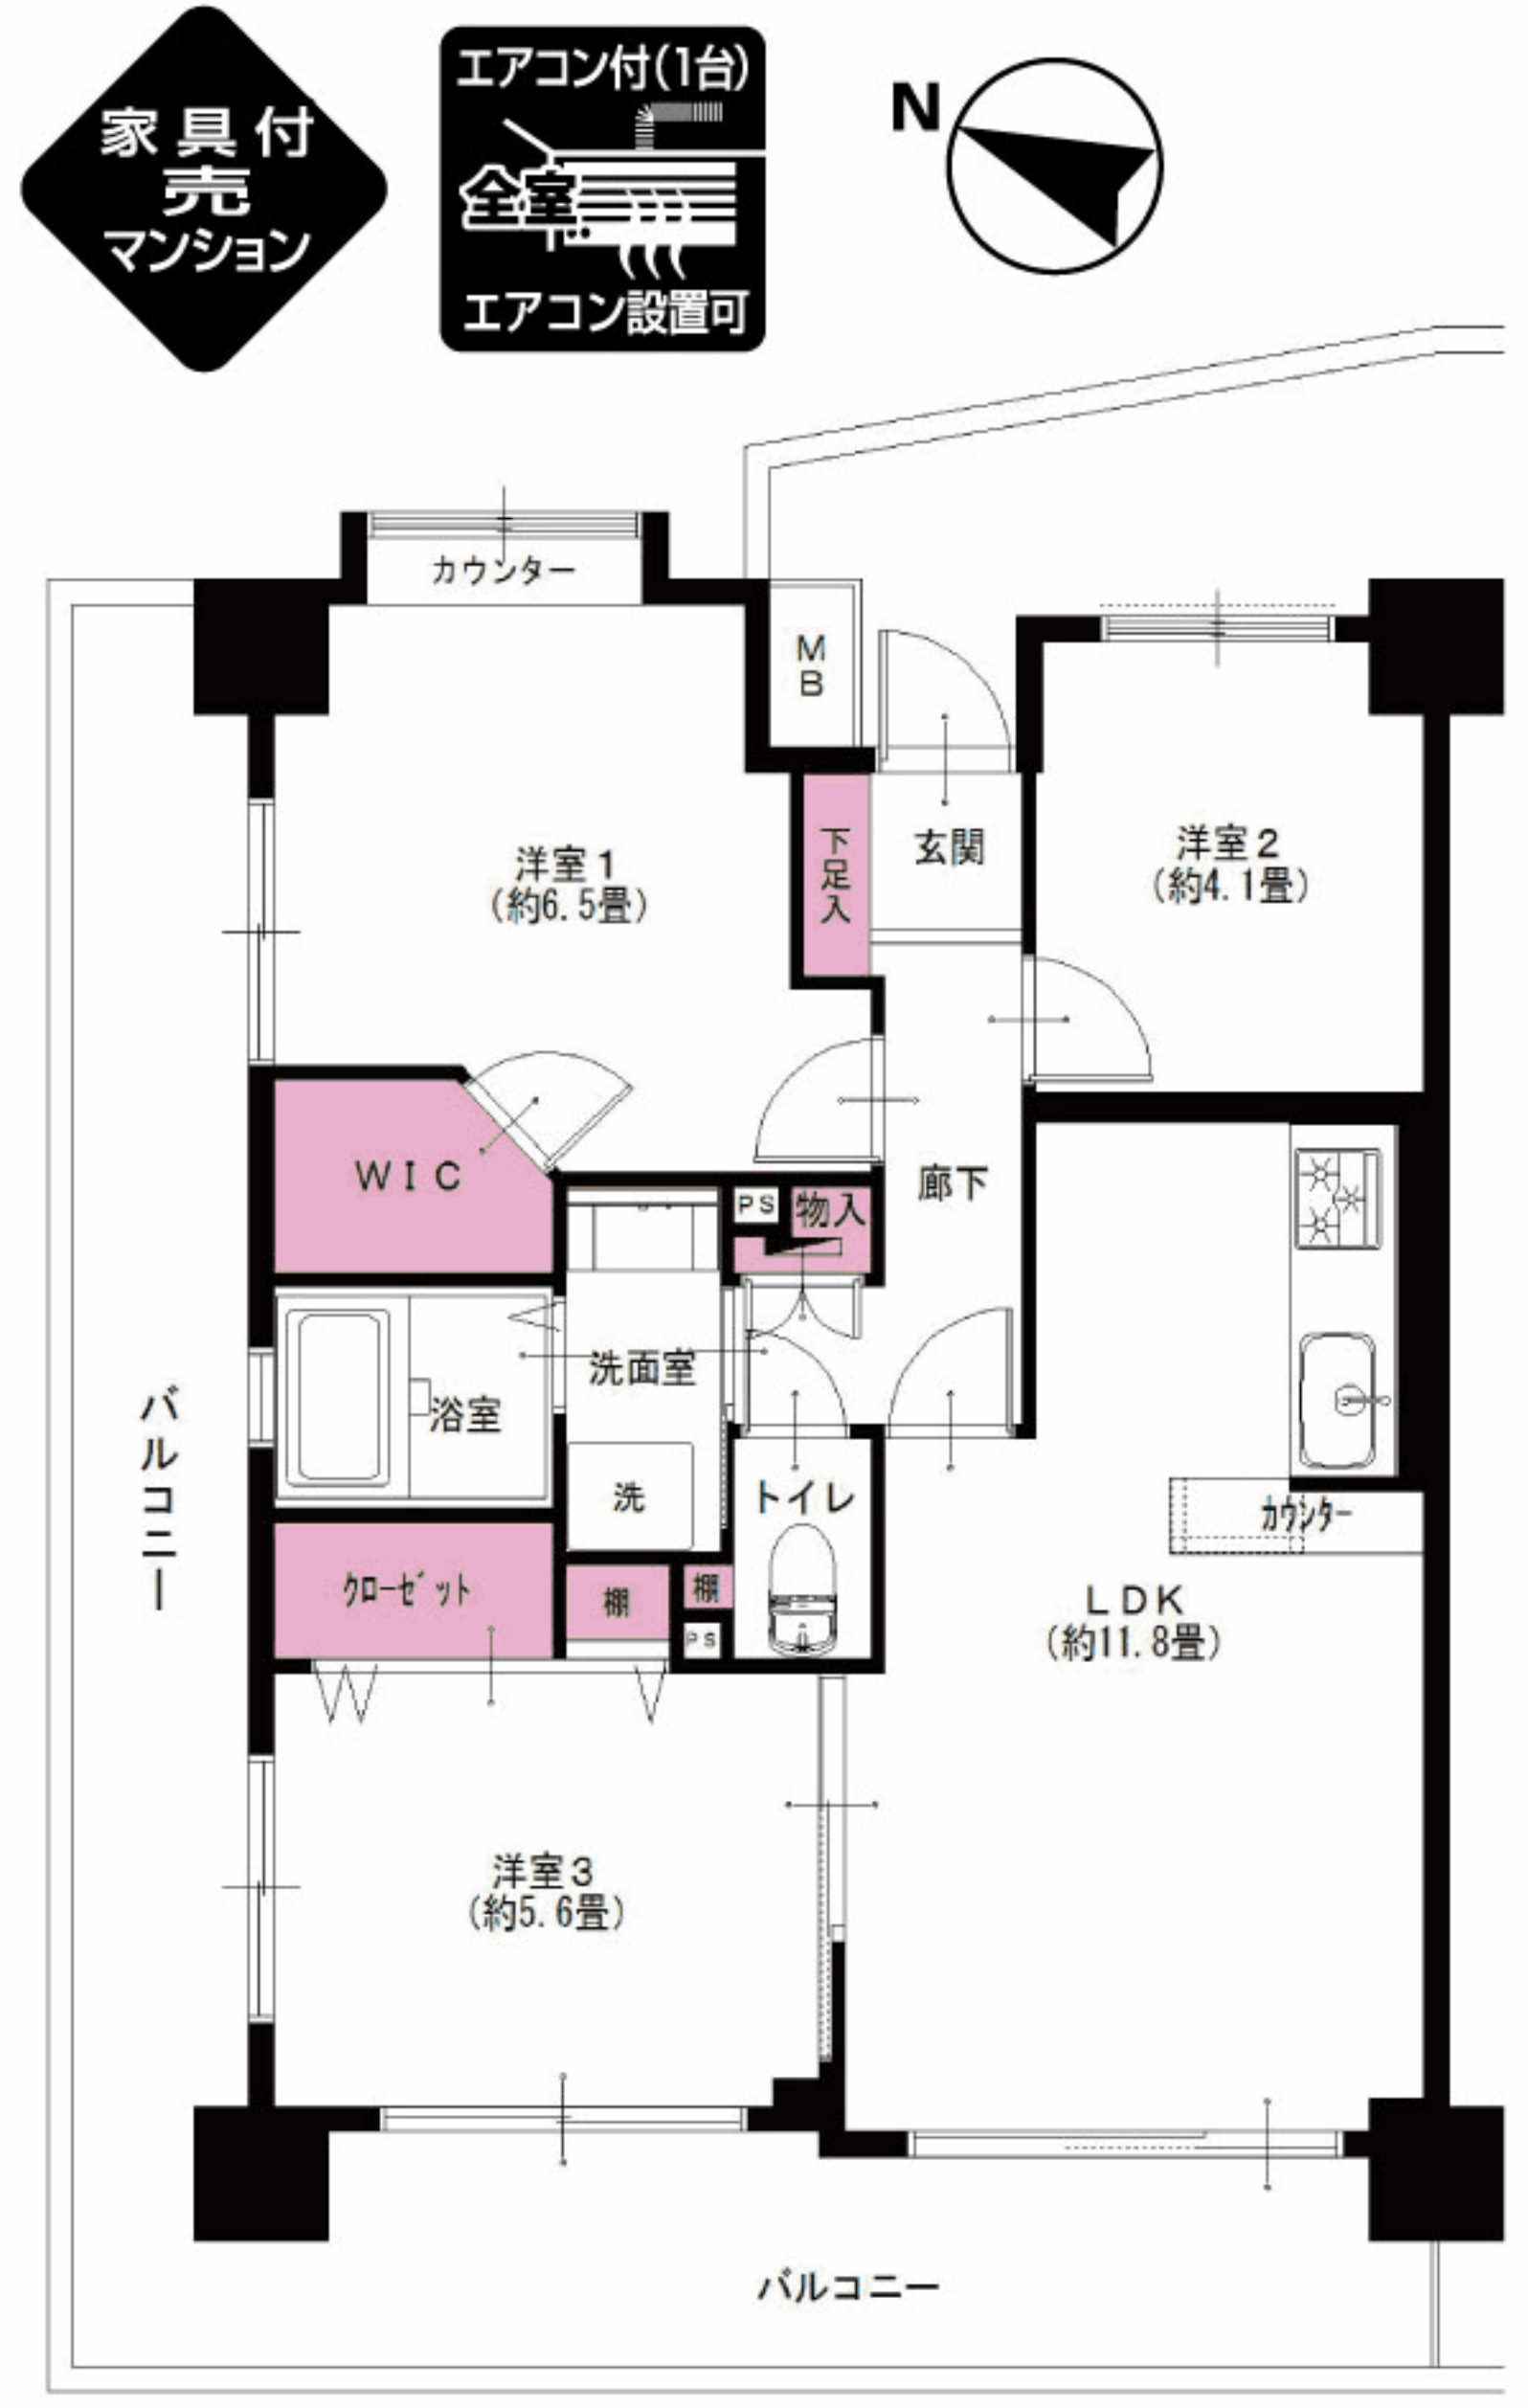 家具付
売
マンション
エアコン付(1台)
全室
エアコン設置可
N
カウンター
MB
洋室1
(約6.5畳)
下足入
玄関
洋室2
(約4.1畳)
WIC
PS
物入
廊下
洗面室
浴室
洗
トイレ
カウンター
バルコニー
クローゼット
棚
棚
PS
LDK
(約11.8畳)
洋室3
(約5.6畳)
バルコニー